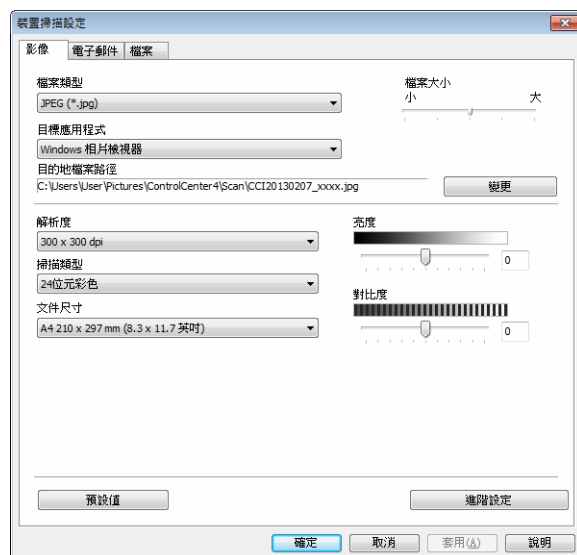 裝置掃描設定
影像 電子郵件 檔案
檔案類型 檔案大小
JPEG (*.jpg) 小 大
目標應用程式
Windows 相片檢視器
目的地檔案路徑
C:\Users\User\Pictures\ControlCenter4\Scan\CCI20130207_xxxx.jpg 變更
解析度 亮度
300 x 300 dpi
掃描類型 0
24位元彩色
文件尺寸 對比度
A4 210 x 297 mm (8.3 x 11.7 英吋) 0
預設值 進階設定
確定 取消 套用(A) 說明